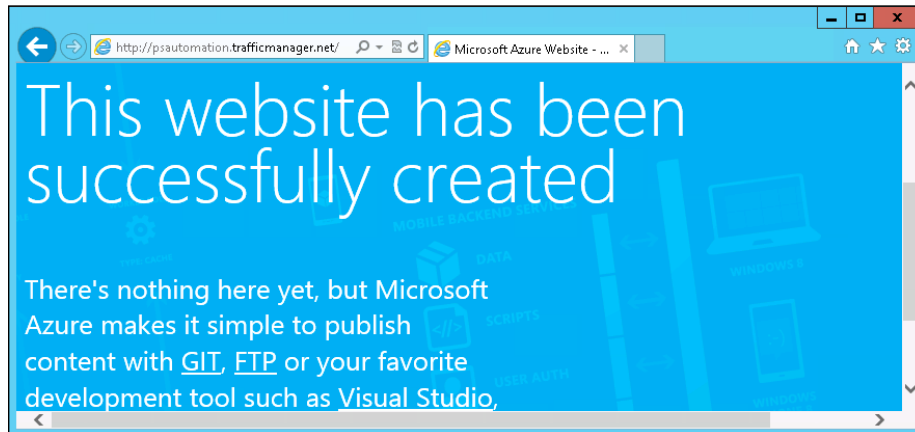 http://psautomation.trafficmanager.net/
Microsoft Azure Website - ...
This website has been
successfully created
MOBILE BACKEND SERVICES
DATA
WINDOWS 8
SCRIPTS
USER AUTH
WINDOWS
There's nothing here yet, but Microsoft
Azure makes it simple to publish
content with GIT, FTP or your favorite
development tool such as Visual Studio,